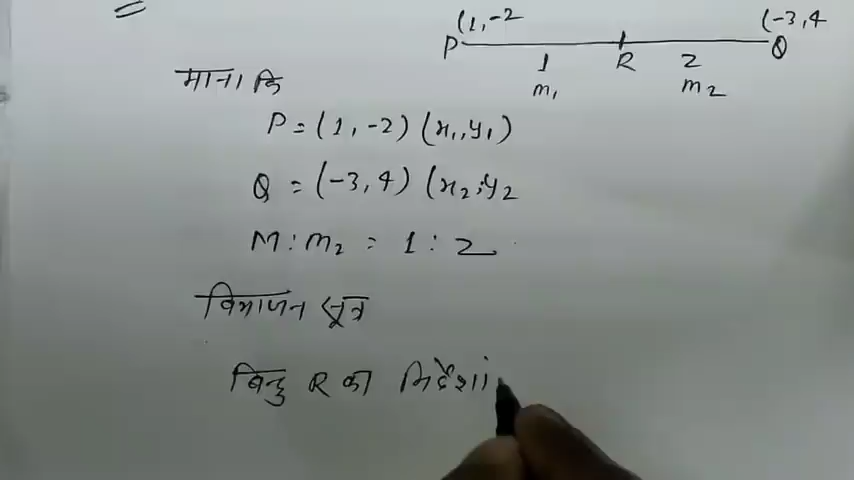 (1,-2 (-3,4
P R Q
1 2
m₁ m₂
माना कि
P = (1, -2) (x₁, y₁)
Q = (-3, 4) (x₂, y₂
M : m₂ = 1 : 2
विभाजन सूत्र
बिन्दु R का निर्देशां